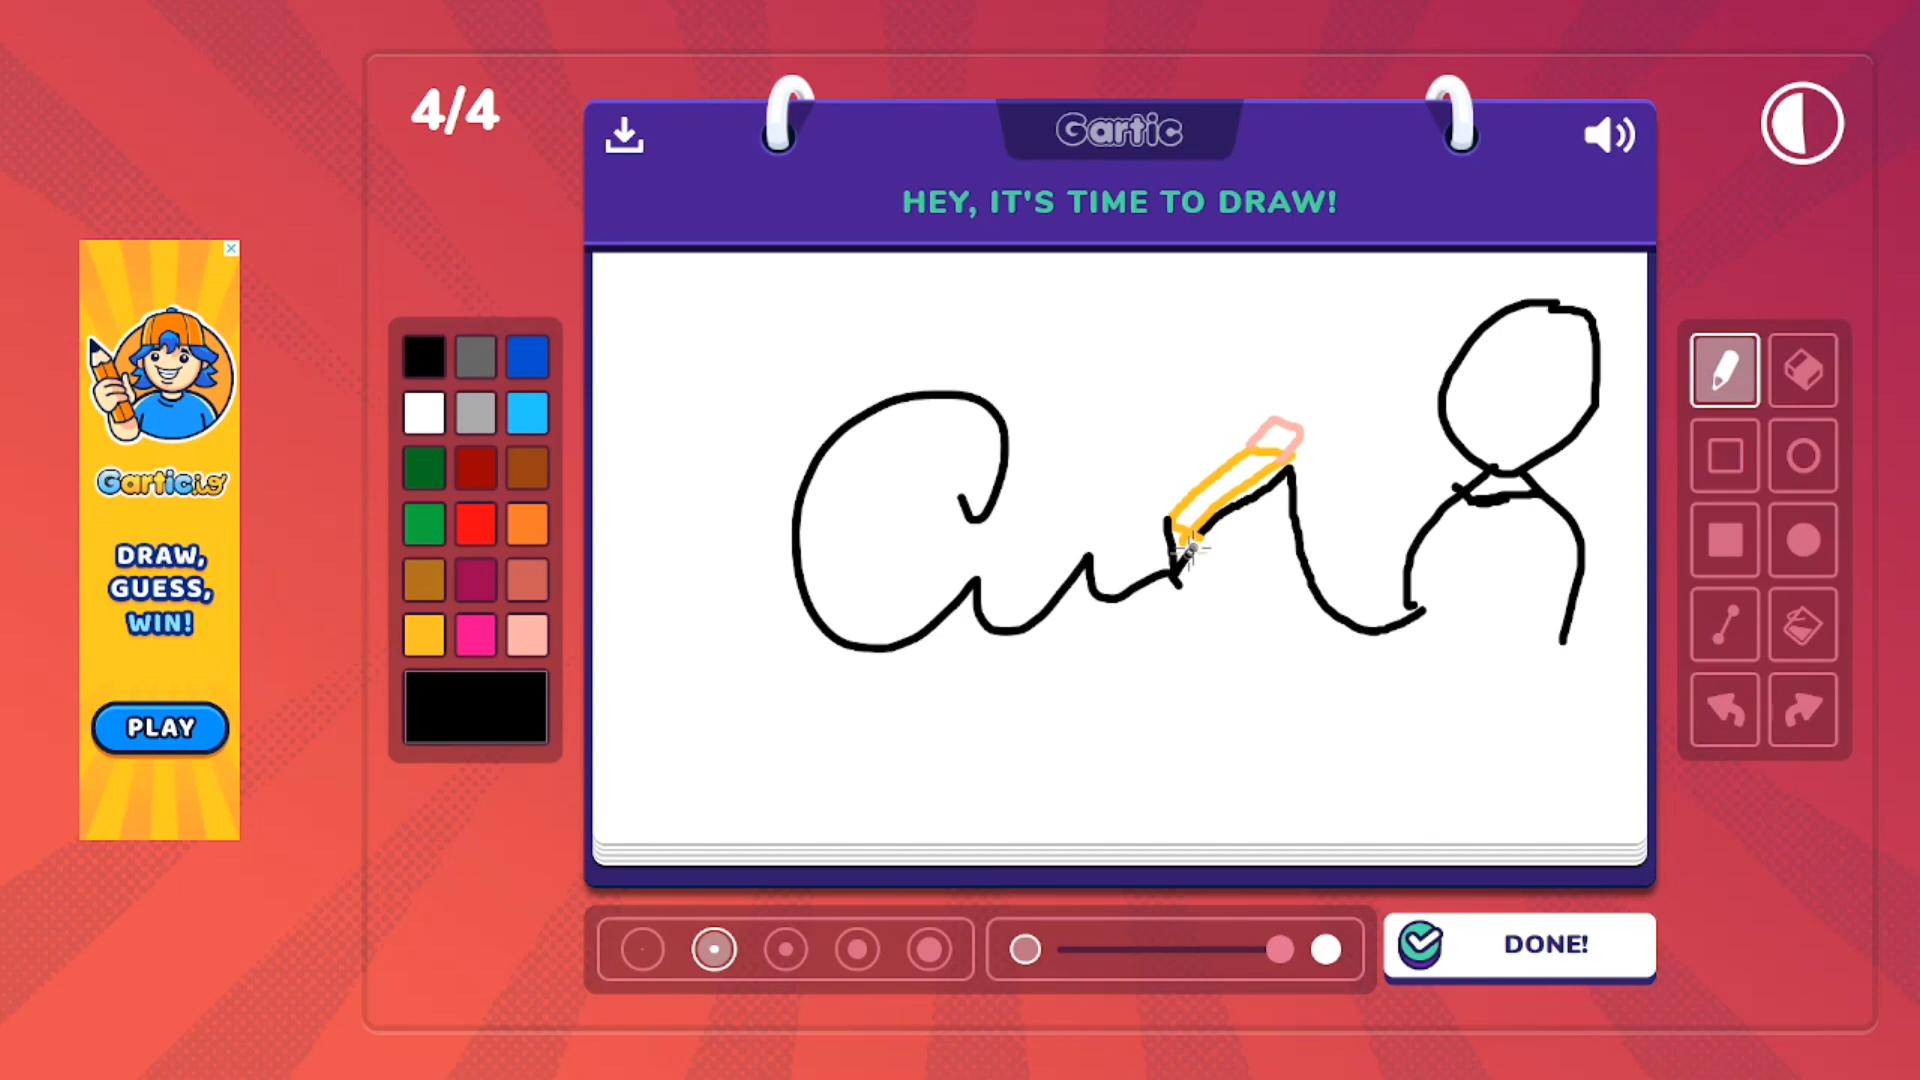 4/4
Gartic
HEY, IT'S TIME TO DRAW!
Gartic.io
DRAW,
GUESS,
WIN!
PLAY
DONE!